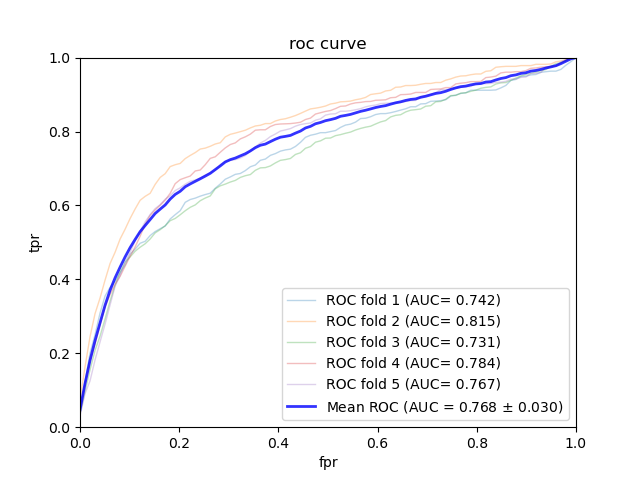 roc curve
1.0
0.8
0.6
0.4
0.2
0.0
tpr
ROC fold 1 (AUC= 0.742)
ROC fold 2 (AUC= 0.815)
ROC fold 3 (AUC= 0.731)
ROC fold 4 (AUC= 0.784)
ROC fold 5 (AUC= 0.767)
Mean ROC (AUC = 0.768 ± 0.030)
0.0 0.2 0.4 0.6 0.8 1.0
fpr